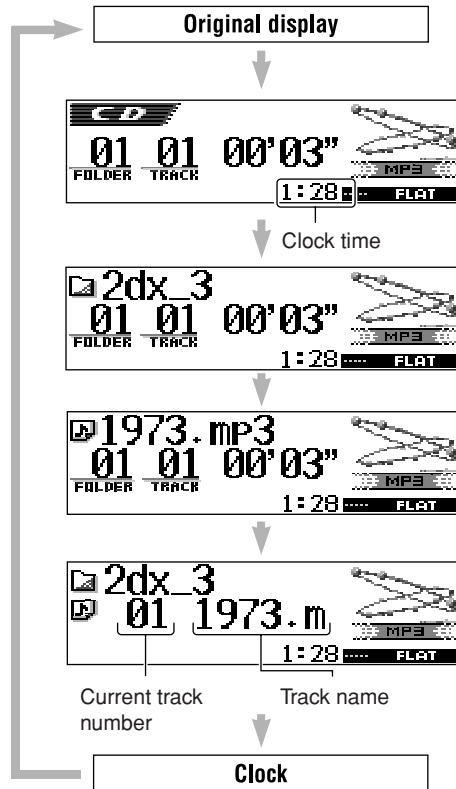 Original display
CD
01 01 00'03"
FOLDER TRACK
MP3
1:28 FLAT
Clock time
2dx_3
01 01 00'03"
FOLDER TRACK
MP3
1:28 FLAT
1973.mp3
01 01 00'03"
FOLDER TRACK
MP3
1:28 FLAT
2dx_3
01 1973.m
MP3
1:28 FLAT
Current track
number
Track name
Clock